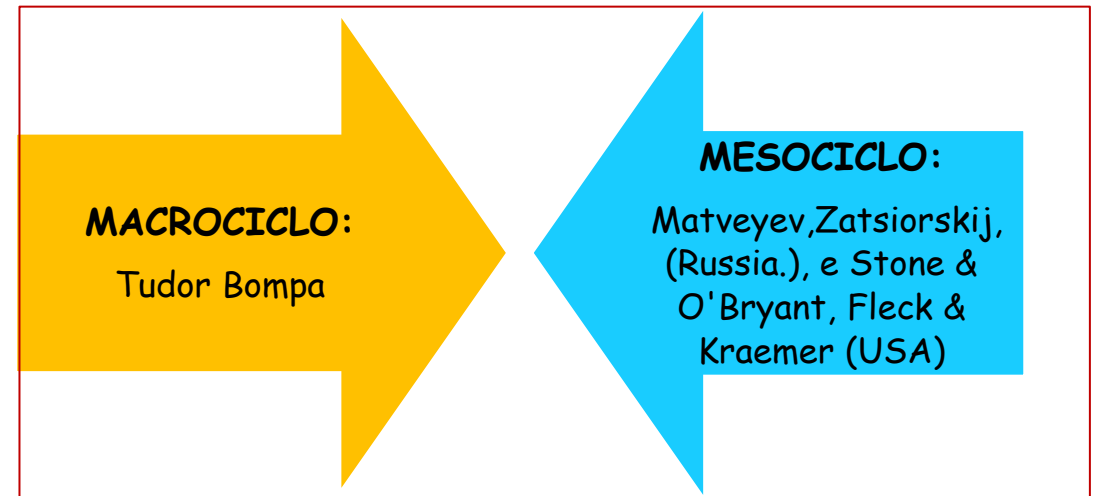 MACROCICLO:
Tudor Bompa
MESOCICLO:
Matveyev,Zatsiorskij,
(Russia.), e Stone &
O'Bryant, Fleck &
Kraemer (USA)